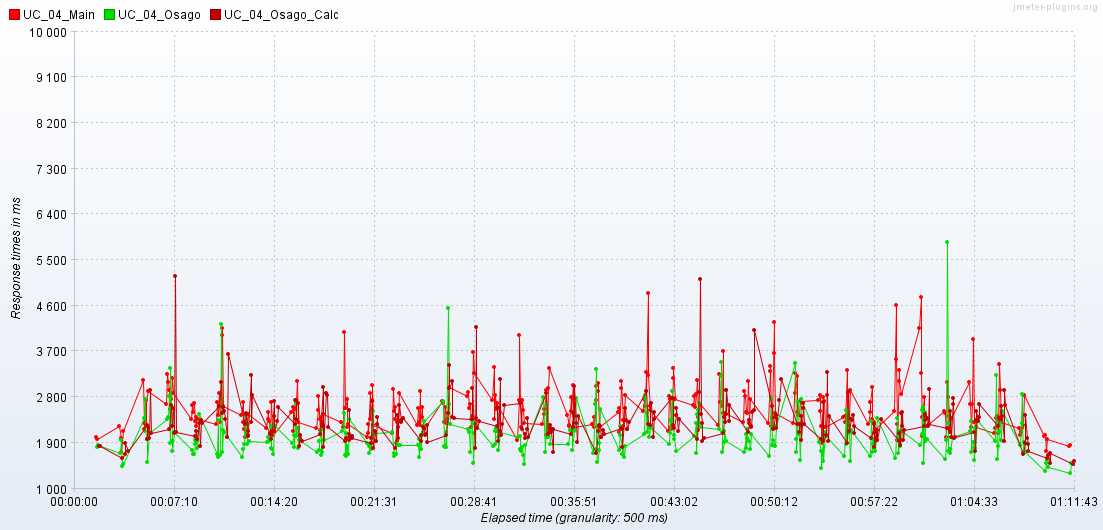 UC_04_Main UC_04_Osago UC_04_Osago_Calc
jmeter-plugins.org
10 000
9 100
8 200
7 300
6 400
5 500
4 600
3 700
2 800
1 900
1 000
Response times in ms
00:00:00 00:07:10 00:14:20 00:21:31 00:28:41 00:35:51 00:43:02 00:50:12 00:57:22 01:04:33 01:11:43
Elapsed time (granularity: 500 ms)